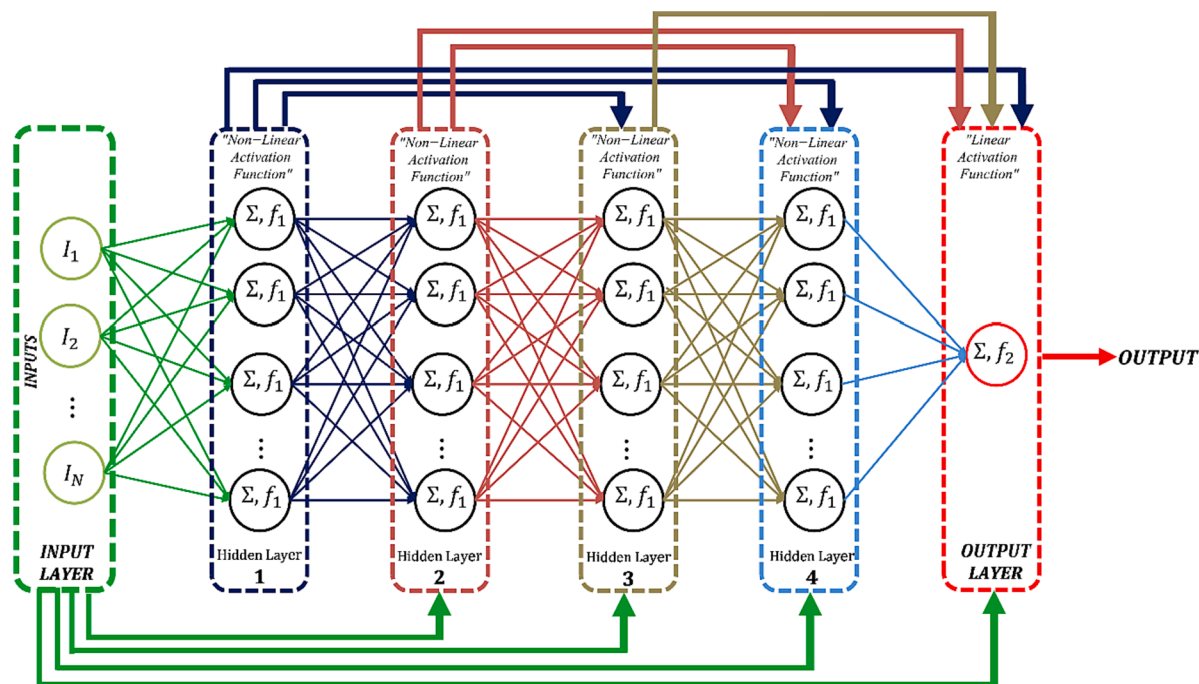 INPUTS
I₁
I₂
⋮
I_N
INPUT
LAYER
"Non−Linear
Activation
Function"
Σ, f₁
Σ, f₁
Σ, f₁
⋮
Σ, f₁
Hidden Layer
1
"Non−Linear
Activation
Function"
Σ, f₁
Σ, f₁
Σ, f₁
⋮
Σ, f₁
Hidden Layer
2
"Non−Linear
Activation
Function"
Σ, f₁
Σ, f₁
Σ, f₁
⋮
Σ, f₁
Hidden Layer
3
"Non−Linear
Activation
Function"
Σ, f₁
Σ, f₁
Σ, f₁
⋮
Σ, f₁
Hidden Layer
4
"Linear
Activation
Function"
Σ, f₂
OUTPUT
LAYER
OUTPUT